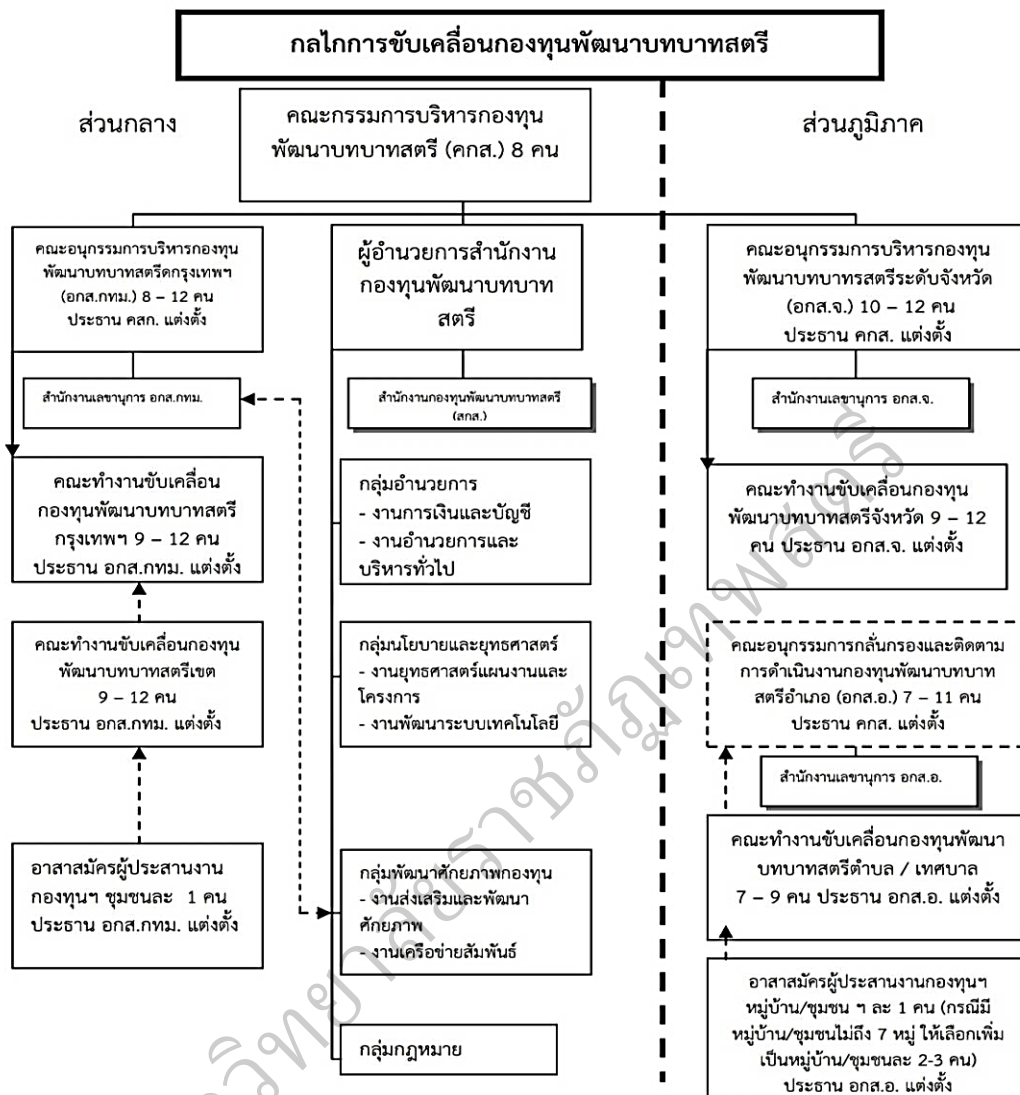 กลไกการขับเคลื่อนกองทุนพัฒนาบทบาทสตรี
ส่วนกลาง
คณะกรรมการบริหารกองทุน
พัฒนาบทบาทสตรี (คกส.) 8 คน
ส่วนภูมิภาค
คณะอนุกรรมการบริหารกองทุน
พัฒนาบทบาทสตรีดกรุงเทพฯ
(อกส.กทม.) 8 – 12 คน
ประธาน คสก. แต่งตั้ง
สำนักงานเลขานุการ อกส.กทม.
คณะทำงานขับเคลื่อน
กองทุนพัฒนาบทบาทสตรี
กรุงเทพฯ 9 – 12 คน
ประธาน อกส.กทม. แต่งตั้ง
คณะทำงานขับเคลื่อนกองทุน
พัฒนาบทบาทสตรีเขต
9 – 12 คน
ประธาน อกส.กทม. แต่งตั้ง
อาสาสมัครผู้ประสานงาน
กองทุนฯ ชุมชนละ 1 คน
ประธาน อกส.กทม. แต่งตั้ง
ผู้อำนวยการสำนักงาน
กองทุนพัฒนาบทบาท
สตรี
สำนักงานกองทุนพัฒนาบทบาทสตรี
(สกส.)
กลุ่มอำนวยการ
- งานการเงินและบัญชี
- งานอำนวยการและ
บริหารทั่วไป
กลุ่มนโยบายและยุทธศาสตร์
- งานยุทธศาสตร์แผนงานและ
โครงการ
- งานพัฒนาระบบเทคโนโลยี
กลุ่มพัฒนาศักยภาพกองทุน
- งานส่งเสริมและพัฒนา
ศักยภาพ
- งานเครือข่ายสัมพันธ์
กลุ่มกฎหมาย
คณะอนุกรรมการบริหารกองทุน
พัฒนาบทบาทรสตรีระดับจังหวัด
(อกส.จ.) 10 – 12 คน
ประธาน คกส. แต่งตั้ง
สำนักงานเลขานุการ อกส.จ.
คณะทำงานขับเคลื่อนกองทุน
พัฒนาบทบาทสตรีจังหวัด 9 – 12
คน ประธาน อกส.จ. แต่งตั้ง
คณะอนุกรรมการกลั่นกรองและติดตาม
การดำเนินงานกองทุนพัฒนาบทบาท
สตรีอำเภอ (อกส.อ.) 7 – 11 คน
ประธาน คกส. แต่งตั้ง
สำนักงานเลขานุการ อกส.อ.
คณะทำงานขับเคลื่อนกองทุนพัฒนา
บทบาทสตรีตำบล / เทศบาล
7 – 9 คน ประธาน อกส.อ. แต่งตั้ง
อาสาสมัครผู้ประสานงานกองทุนฯ
หมู่บ้าน/ชุมชน ฯ ละ 1 คน (กรณีมี
หมู่บ้าน/ชุมชนไม่ถึง 7 หมู่ ให้เลือกเพิ่ม
เป็นหมู่บ้าน/ชุมชนละ 2-3 คน)
ประธาน อกส.อ. แต่งตั้ง
วิทยาลัยราชภัฏเทพสตรี